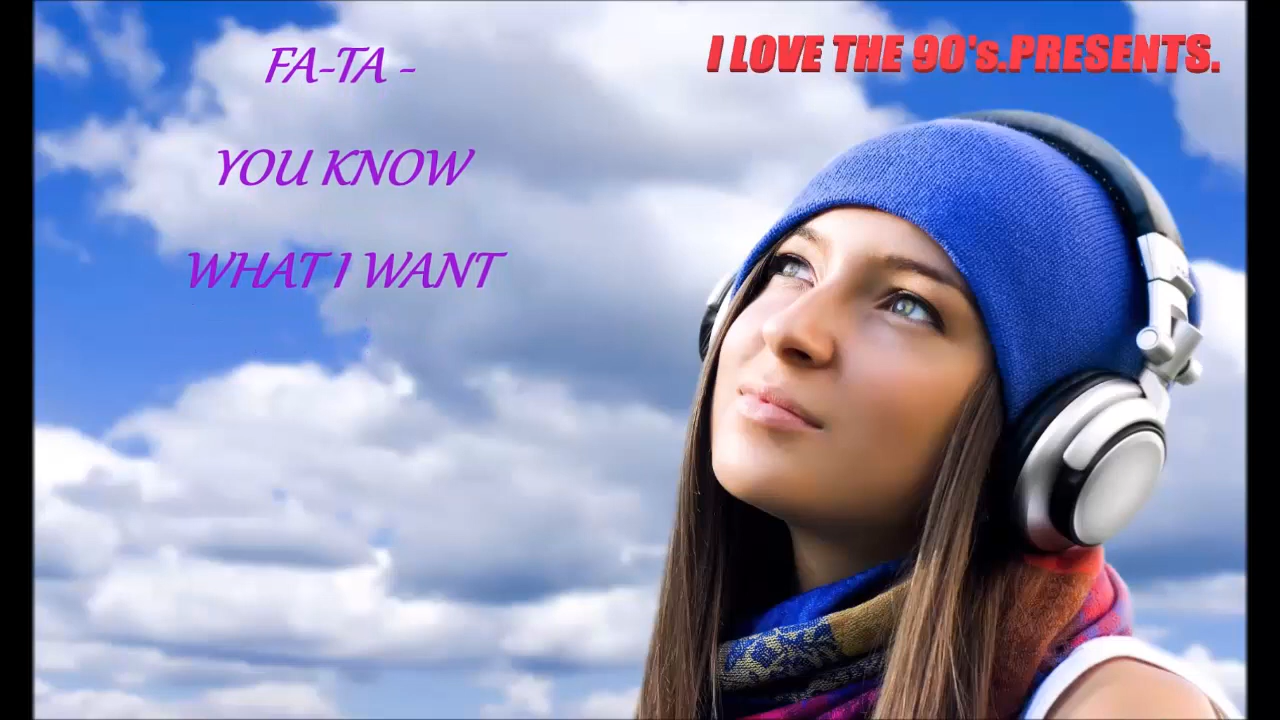 FA-TA -
YOU KNOW
WHAT I WANT
I LOVE THE 90's.PRESENTS.